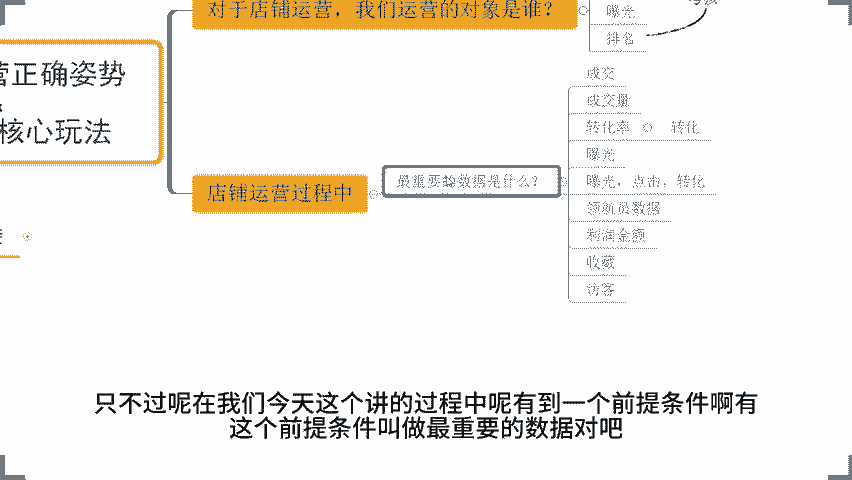 对于店铺运营，我们运营的对象是谁？
曝光
排名
营正确姿势
核心玩法
店铺运营过程中
最重要的数据是什么？
成交
成交量
转化率 转化
曝光
曝光，点击，转化
领航员数据
利润金额
收藏
访客
只不过呢在我们今天这个讲的过程中呢有到一个前提条件啊有
这个前提条件叫做最重要的数据对吧